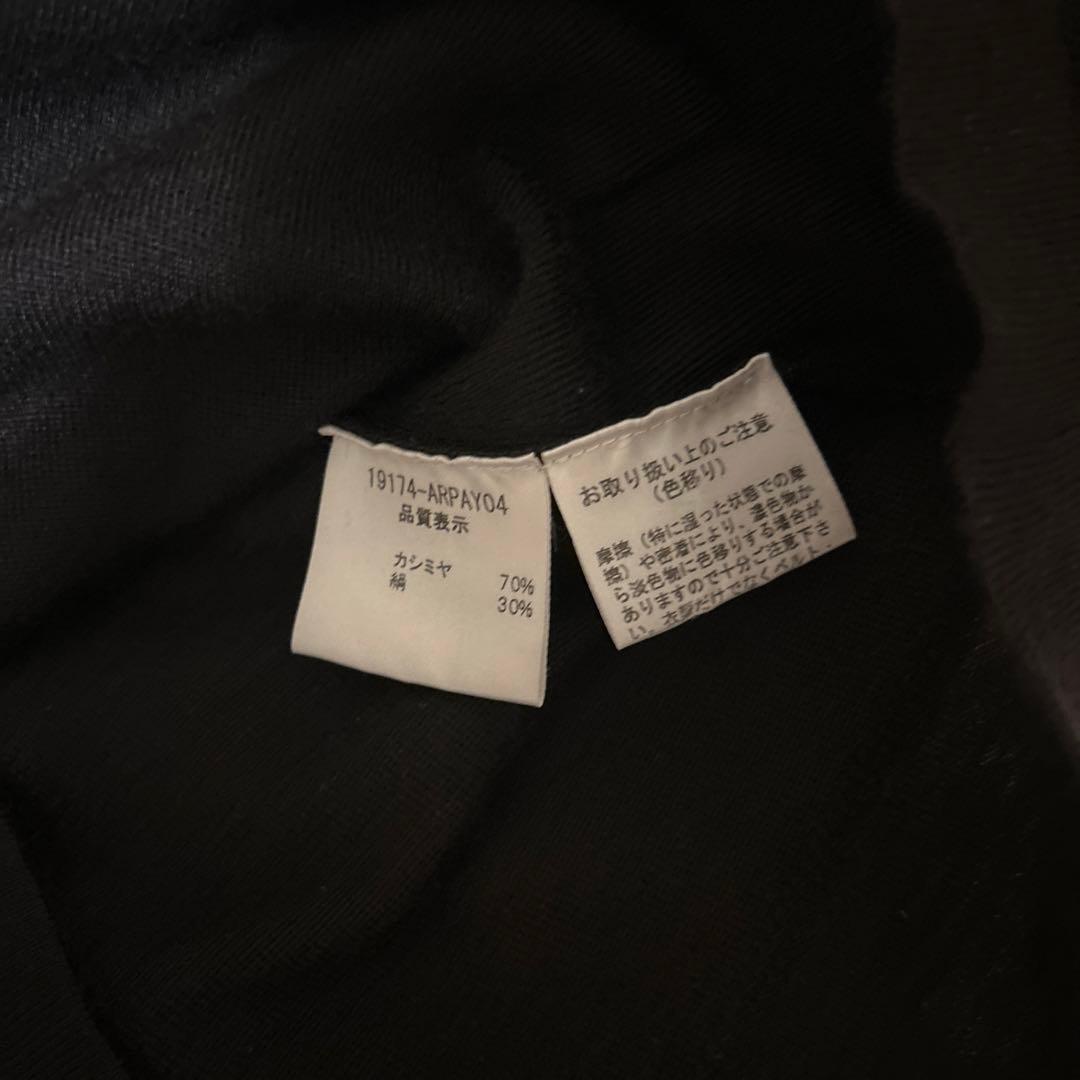 19174-ARPAY04
品質表示
カシミヤ 70%
絹 30%
お取り扱い上のご注意
（色移り）
摩擦（特に湿った状態での摩
擦）や密着により、濃色物か
ら淡色物に色移りする場合が
ありますので十分ご注意下さ
い。衣類だけでなくベルト・